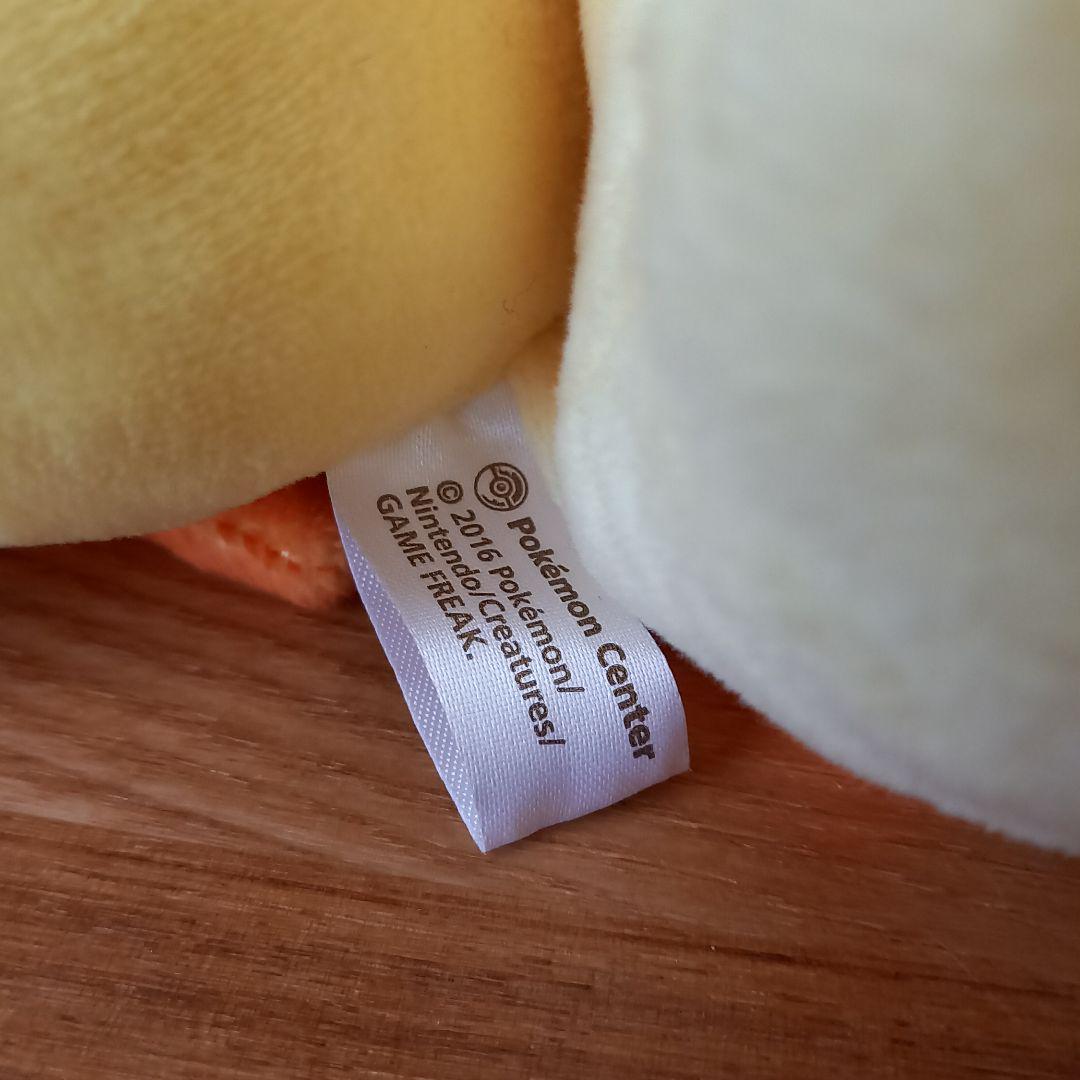 Pokémon Center
© 2016 Pokémon/
Nintendo/Creatures/
GAME FREAK.